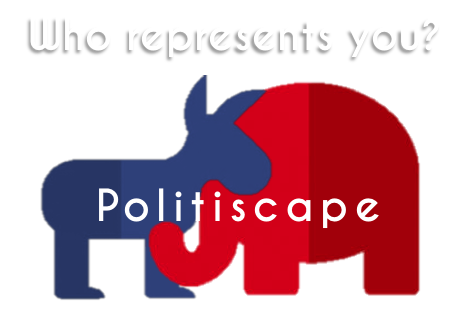 Who represents you?
Politiscape